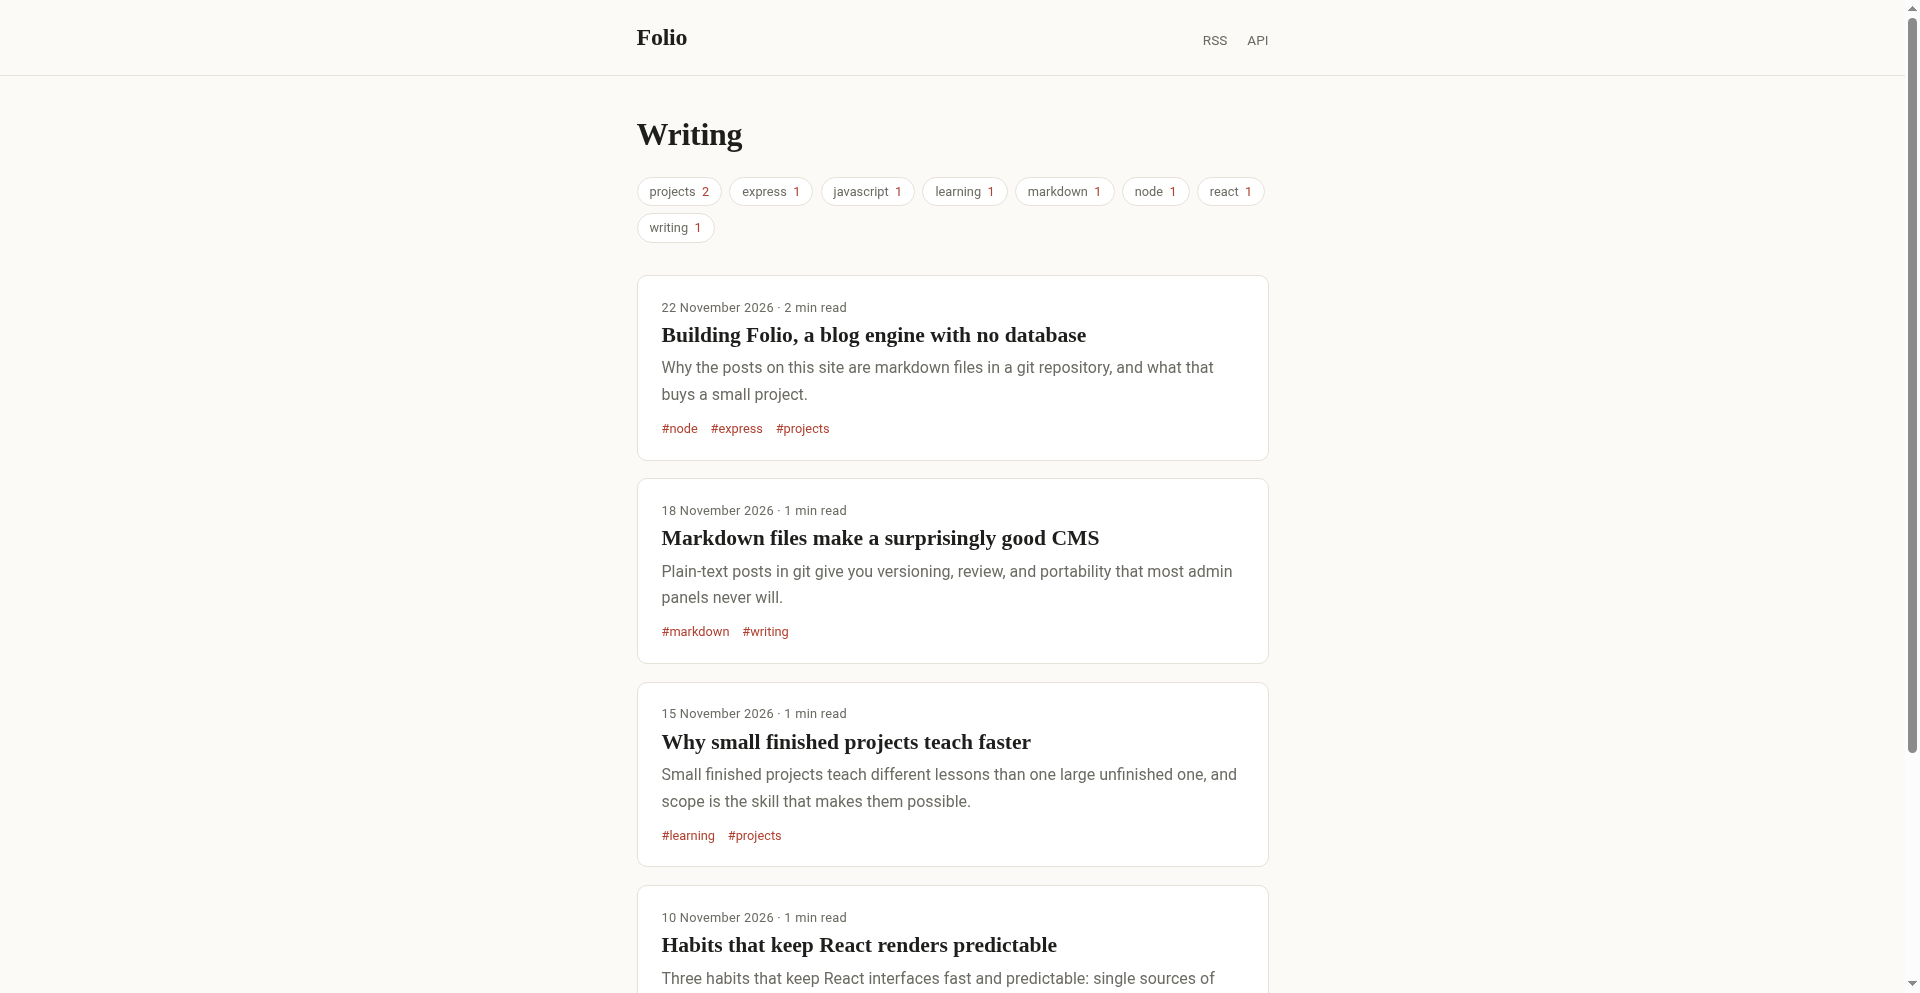 Folio
RSS API
Writing
projects 2 express 1 javascript 1 learning 1 markdown 1 node 1 react 1
writing 1
22 November 2026 · 2 min read
Building Folio, a blog engine with no database
Why the posts on this site are markdown files in a git repository, and what that
buys a small project.
#node #express #projects
18 November 2026 · 1 min read
Markdown files make a surprisingly good CMS
Plain-text posts in git give you versioning, review, and portability that most admin
panels never will.
#markdown #writing
15 November 2026 · 1 min read
Why small finished projects teach faster
Small finished projects teach different lessons than one large unfinished one, and
scope is the skill that makes them possible.
#learning #projects
10 November 2026 · 1 min read
Habits that keep React renders predictable
Three habits that keep React interfaces fast and predictable: single sources of